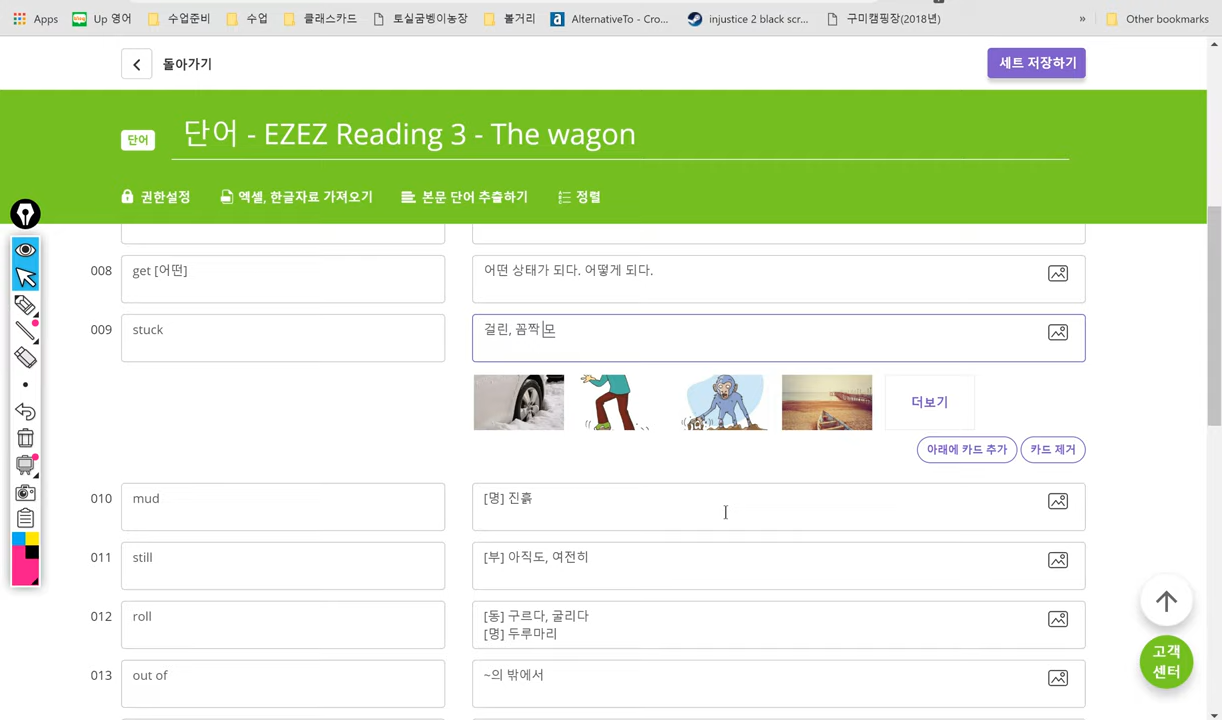 Apps Up 영어 수업준비 수업 클래스카드 토실굼벵이농장 볼거리 AlternativeTo - Cro... injustice 2 black scr... 구미캠핑장(2018년) » Other bookmarks
돌아가기 세트 저장하기
단어 단어 - EZEZ Reading 3 - The wagon
권한설정 엑셀, 한글자료 가져오기 본문 단어 추출하기 정렬
008 get [어떤] 어떤 상태가 되다. 어떻게 되다.
009 stuck 걸린, 꼼짝 모
더보기
아래에 카드 추가 카드 제거
010 mud [명] 진흙
011 still [부] 아직도, 여전히
012 roll [동] 구르다, 굴리다
[명] 두루마리
013 out of ~의 밖에서
고객
센터